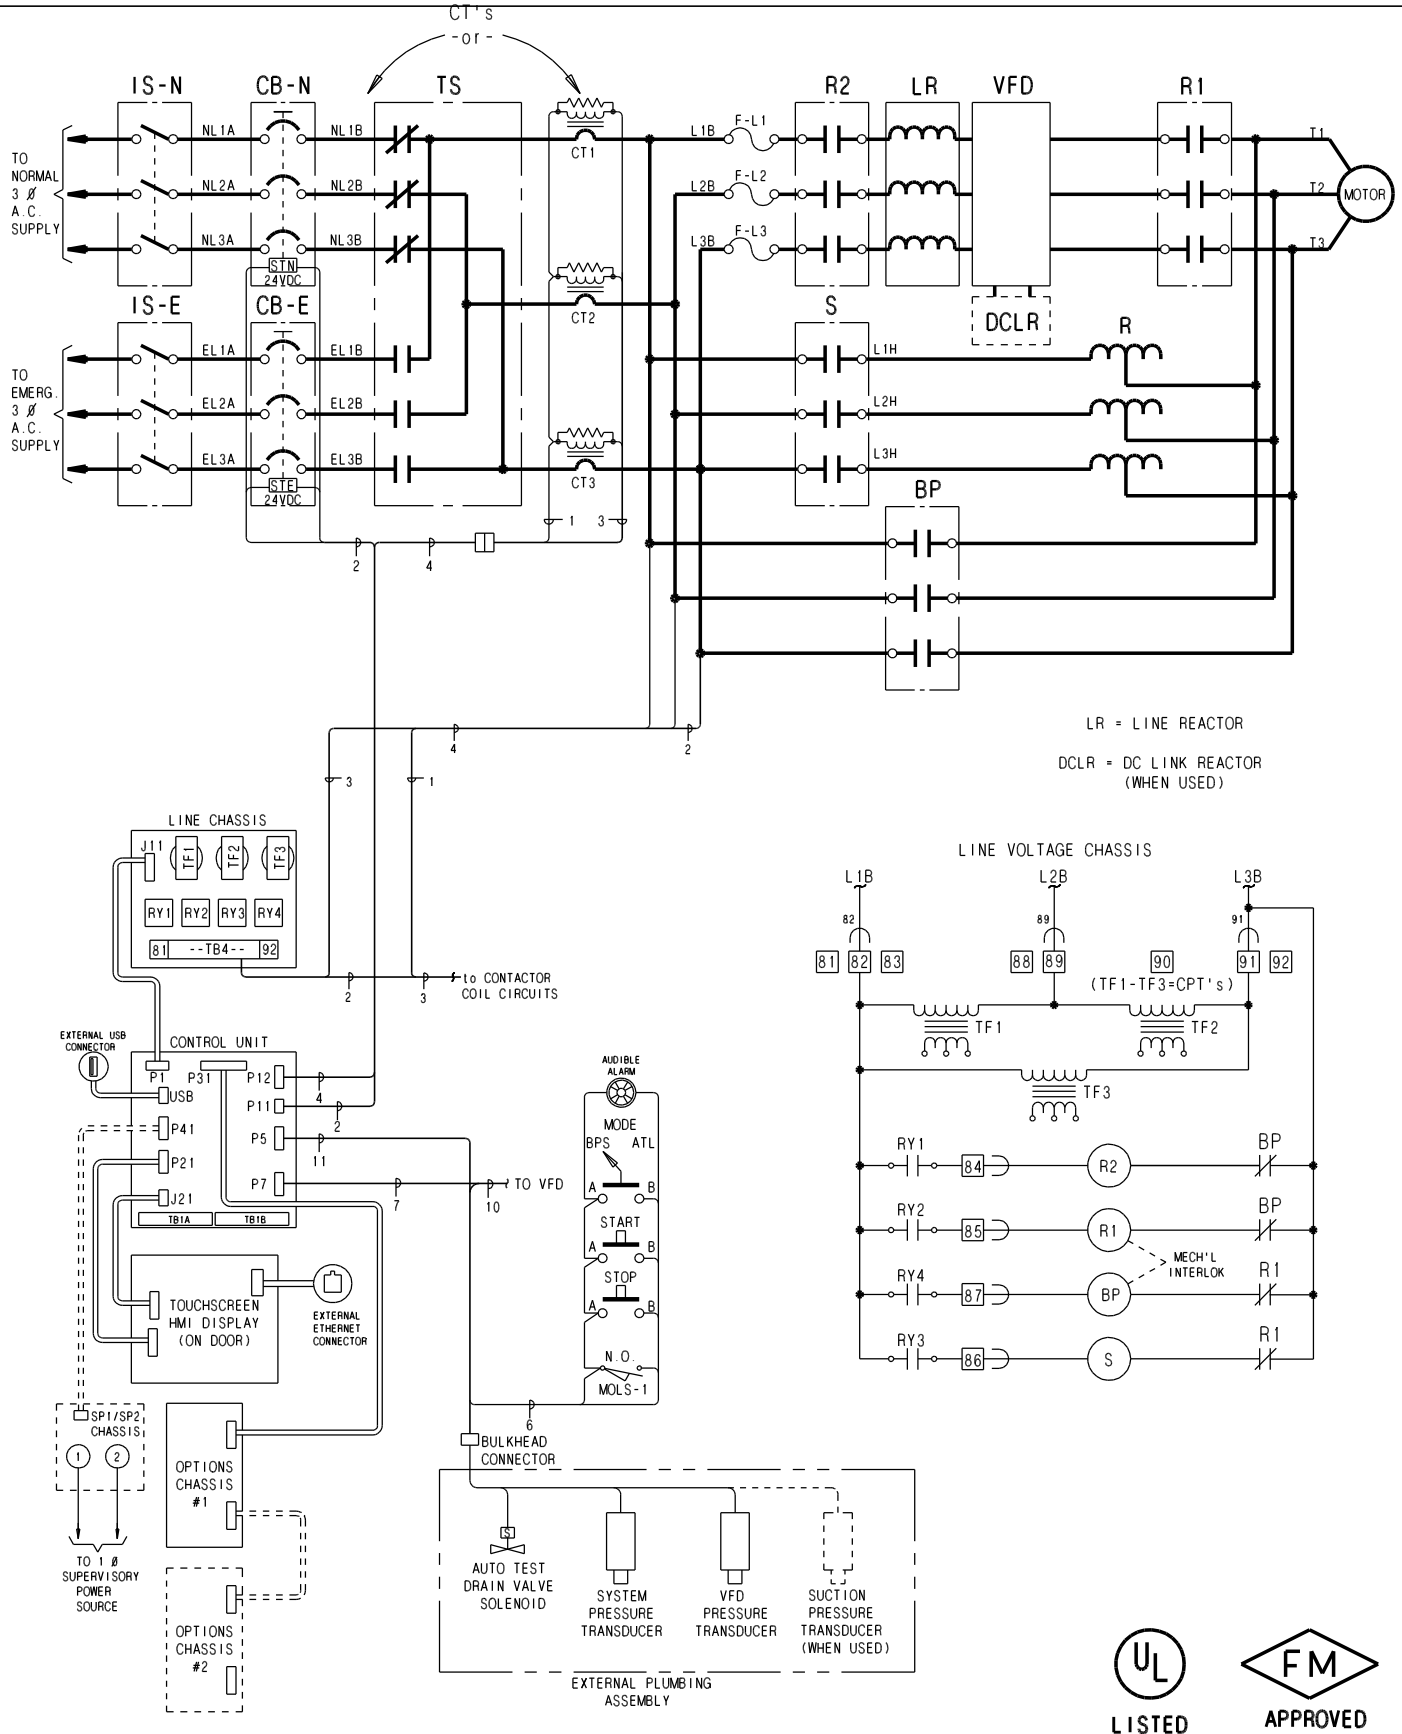 CT's
-or-
IS-N
CB-N
TS
R2
LR
VFD
R1
TO
NORMAL
3 Ø
A.C.
SUPPLY
NL1A
NL1B
NL2A
NL2B
NL3A
NL3B
STN
24VDC
CT1
CT2
CT3
L1B
F-L1
L2B
F-L2
L3B
F-L3
DCLR
T1
T2
T3
MOTOR
IS-E
CB-E
S
R
TO
EMERG.
3 Ø
A.C.
SUPPLY
EL1A
EL1B
EL2A
EL2B
EL3A
EL3B
STE
24VDC
L1H
L2H
L3H
BP
1
3
2
4
4
2
3
1
LR = LINE REACTOR
DCLR = DC LINK REACTOR
(WHEN USED)
LINE CHASSIS
J11
TF1
TF2
TF3
RY1
RY2
RY3
RY4
81
--TB4--
92
2
3
to CONTACTOR
COIL CIRCUITS
LINE VOLTAGE CHASSIS
L1B
L2B
L3B
82
89
91
81
82
83
88
89
90
91
92
(TF1-TF3=CPT's)
TF1
TF2
TF3
RY1
84
R2
BP
RY2
85
R1
BP
MECH'L
INTERLOK
RY4
87
BP
R1
RY3
86
S
R1
EXTERNAL USB
CONNECTOR
CONTROL UNIT
P1
P31
P12
USB
P11
P41
P5
P21
P7
J21
TB1A
TB1B
4
2
11
7
10
TO VFD
AUDIBLE
ALARM
MODE
BPS
ATL
A
B
START
A
B
STOP
A
B
N.O.
MOLS-1
6
TOUCHSCREEN
HMI DISPLAY
(ON DOOR)
EXTERNAL
ETHERNET
CONNECTOR
SP1/SP2
CHASSIS
1
2
TO 1 Ø
SUPERVISORY
POWER
SOURCE
OPTIONS
CHASSIS
#1
OPTIONS
CHASSIS
#2
BULKHEAD
CONNECTOR
S
AUTO TEST
DRAIN VALVE
SOLENOID
SYSTEM
PRESSURE
TRANSDUCER
VFD
PRESSURE
TRANSDUCER
SUCTION
PRESSURE
TRANSDUCER
(WHEN USED)
EXTERNAL PLUMBING
ASSEMBLY
UL
LISTED
FM
APPROVED